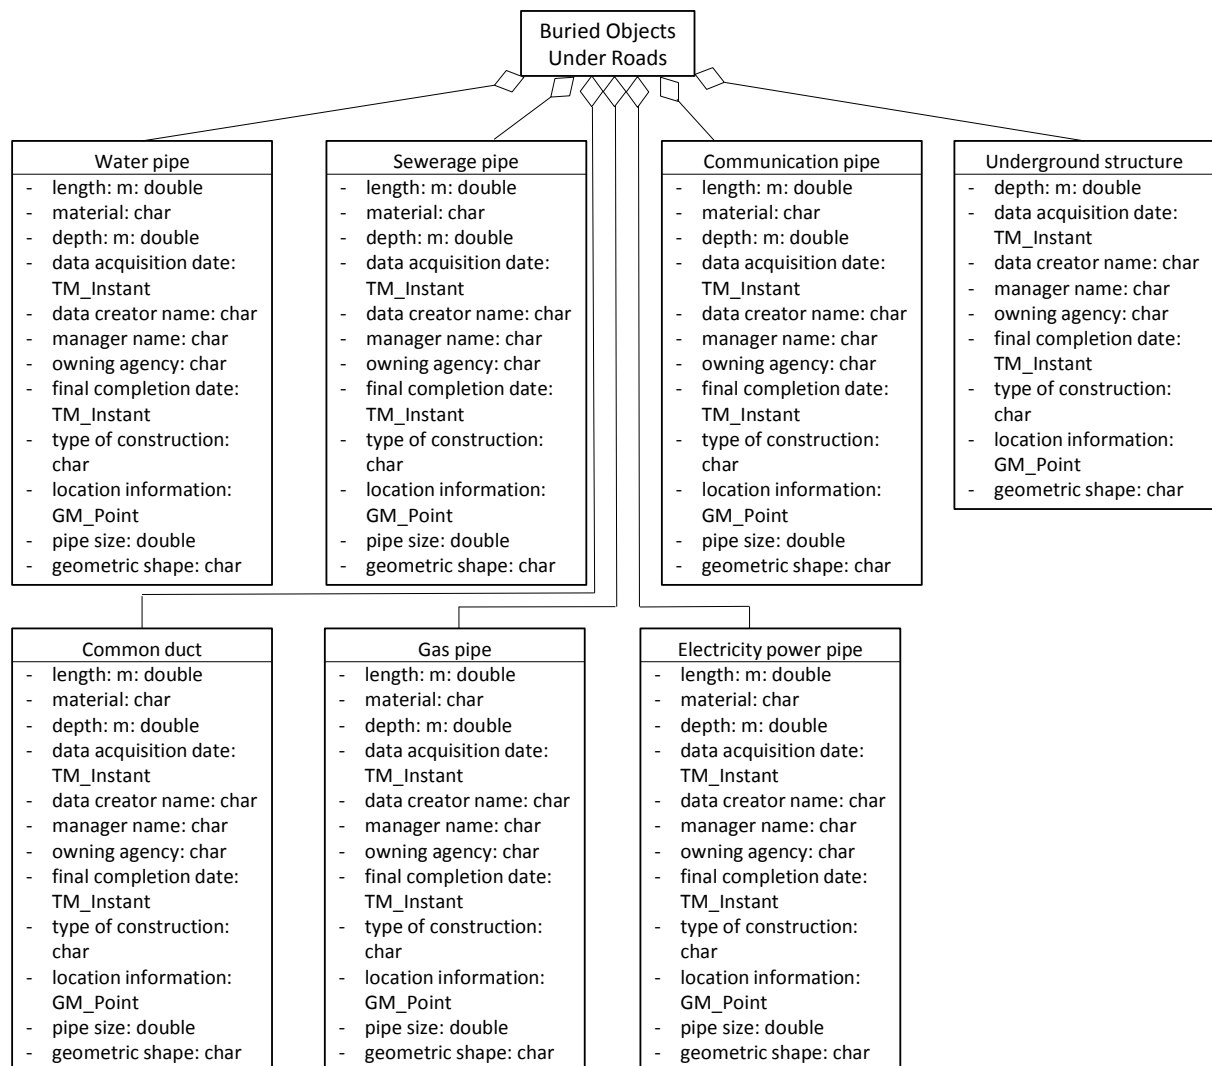 Buried Objects
Under Roads
Water pipe
- length: m: double
- material: char
- depth: m: double
- data acquisition date:
TM_Instant
- data creator name: char
- manager name: char
- owning agency: char
- final completion date:
TM_Instant
- type of construction:
char
- location information:
GM_Point
- pipe size: double
- geometric shape: char
Sewerage pipe
- length: m: double
- material: char
- depth: m: double
- data acquisition date:
TM_Instant
- data creator name: char
- manager name: char
- owning agency: char
- final completion date:
TM_Instant
- type of construction:
char
- location information:
GM_Point
- pipe size: double
- geometric shape: char
Communication pipe
- length: m: double
- material: char
- depth: m: double
- data acquisition date:
TM_Instant
- data creator name: char
- manager name: char
- owning agency: char
- final completion date:
TM_Instant
- type of construction:
char
- location information:
GM_Point
- pipe size: double
- geometric shape: char
Underground structure
- depth: m: double
- data acquisition date:
TM_Instant
- data creator name: char
- manager name: char
- owning agency: char
- final completion date:
TM_Instant
- type of construction:
char
- location information:
GM_Point
- geometric shape: char
Common duct
- length: m: double
- material: char
- depth: m: double
- data acquisition date:
TM_Instant
- data creator name: char
- manager name: char
- owning agency: char
- final completion date:
TM_Instant
- type of construction:
char
- location information:
GM_Point
- pipe size: double
- geometric shape: char
Gas pipe
- length: m: double
- material: char
- depth: m: double
- data acquisition date:
TM_Instant
- data creator name: char
- manager name: char
- owning agency: char
- final completion date:
TM_Instant
- type of construction:
char
- location information:
GM_Point
- pipe size: double
- geometric shape: char
Electricity power pipe
- length: m: double
- material: char
- depth: m: double
- data acquisition date:
TM_Instant
- data creator name: char
- manager name: char
- owning agency: char
- final completion date:
TM_Instant
- type of construction:
char
- location information:
GM_Point
- pipe size: double
- geometric shape: char